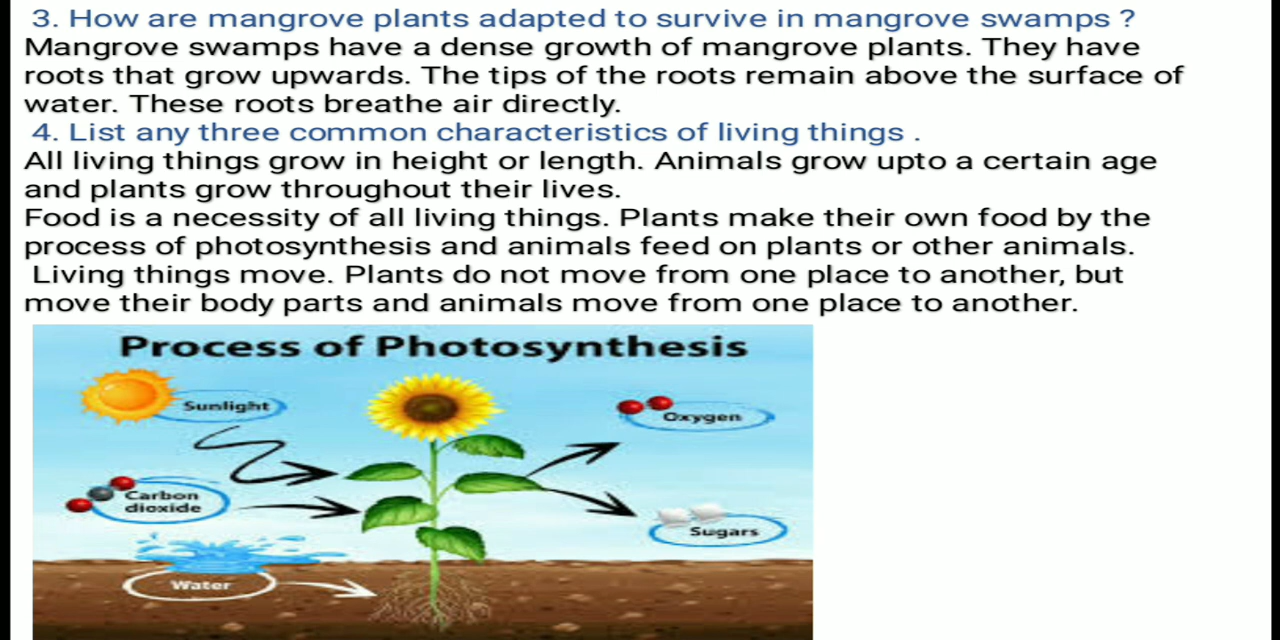 3. How are mangrove plants adapted to survive in mangrove swamps ?
Mangrove swamps have a dense growth of mangrove plants. They have
roots that grow upwards. The tips of the roots remain above the surface of
water. These roots breathe air directly.
4. List any three common characteristics of living things .
All living things grow in height or length. Animals grow upto a certain age
and plants grow throughout their lives.
Food is a necessity of all living things. Plants make their own food by the
process of photosynthesis and animals feed on plants or other animals.
Living things move. Plants do not move from one place to another, but
move their body parts and animals move from one place to another.
Process of Photosynthesis
Sunlight
Oxygen
Carbon
dioxide
Sugars
Water